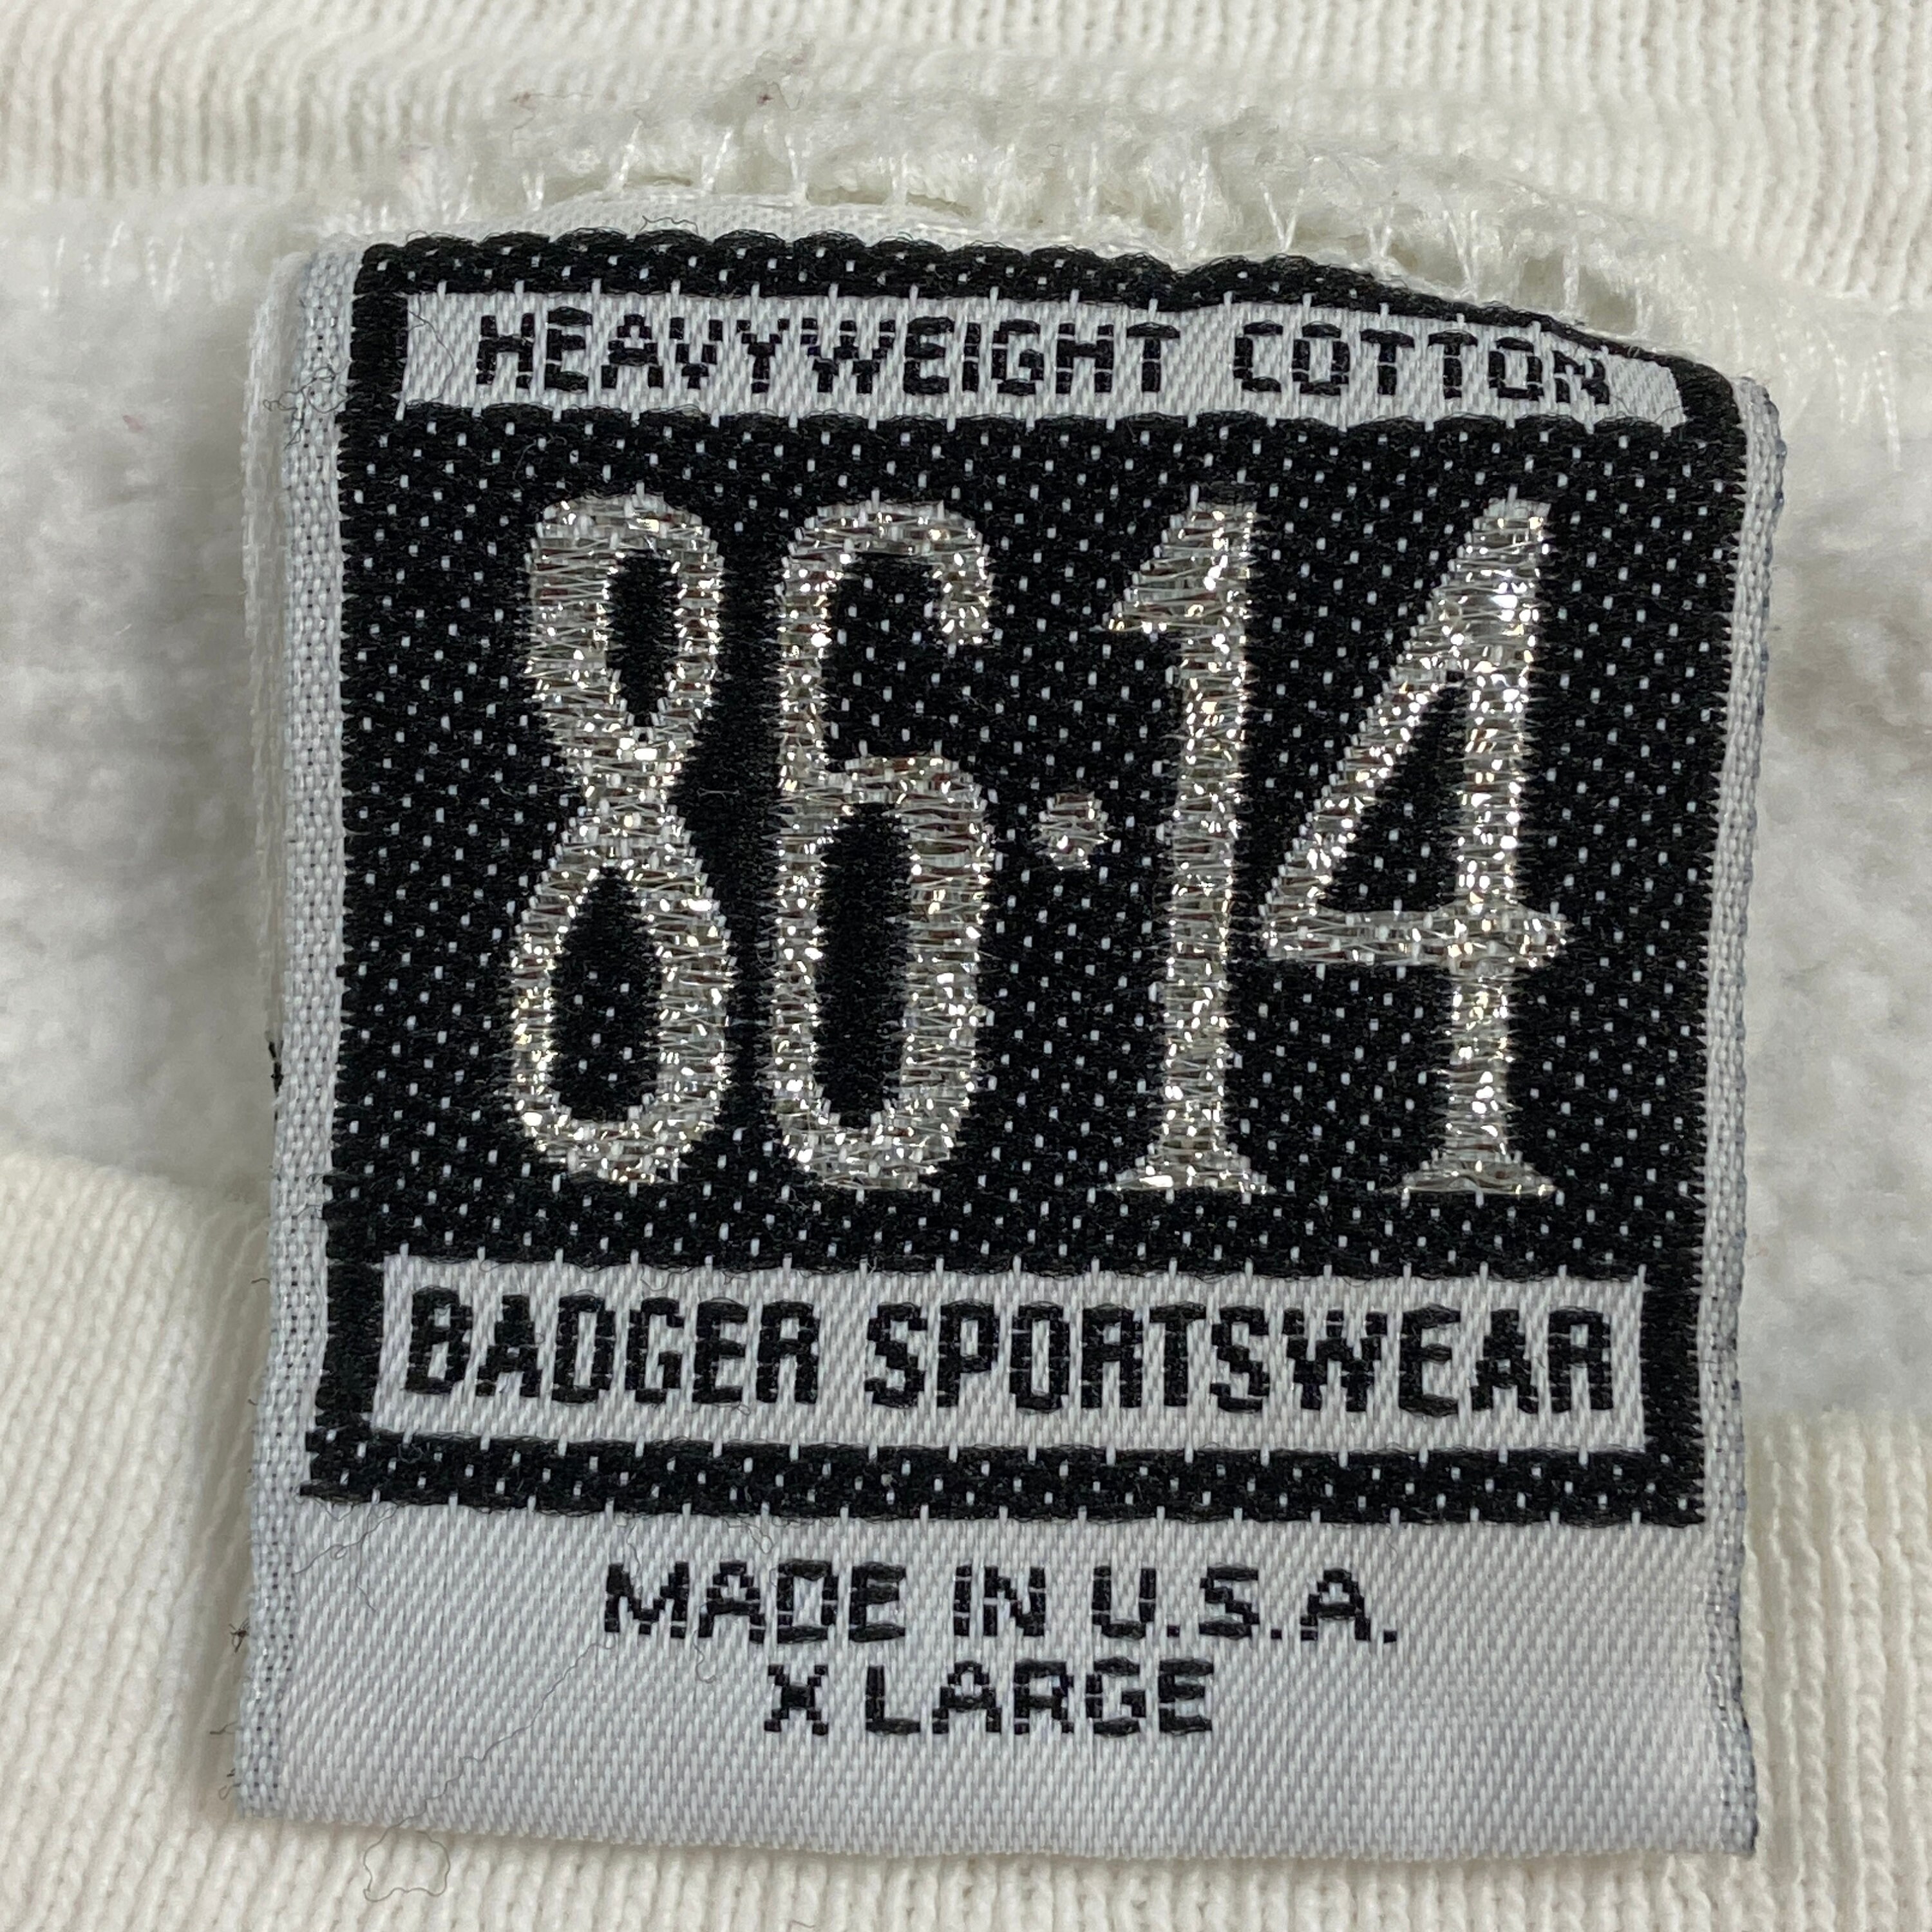 HEAVYWEIGHT COTTON
86·14
BADGER SPORTSWEAR
MADE IN U.S.A.
X LARGE